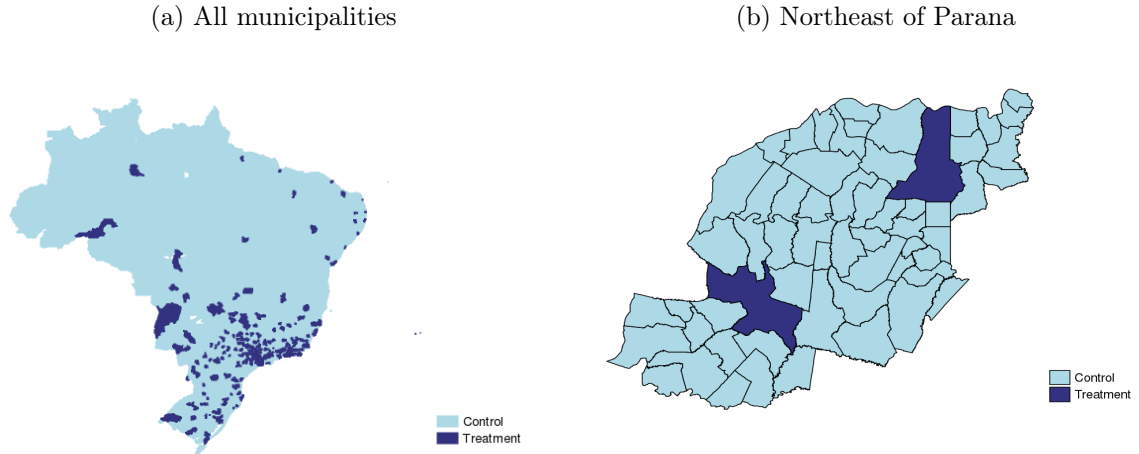 (a) All municipalities
(b) Northeast of Parana
Control
Treatment
Control
Treatment